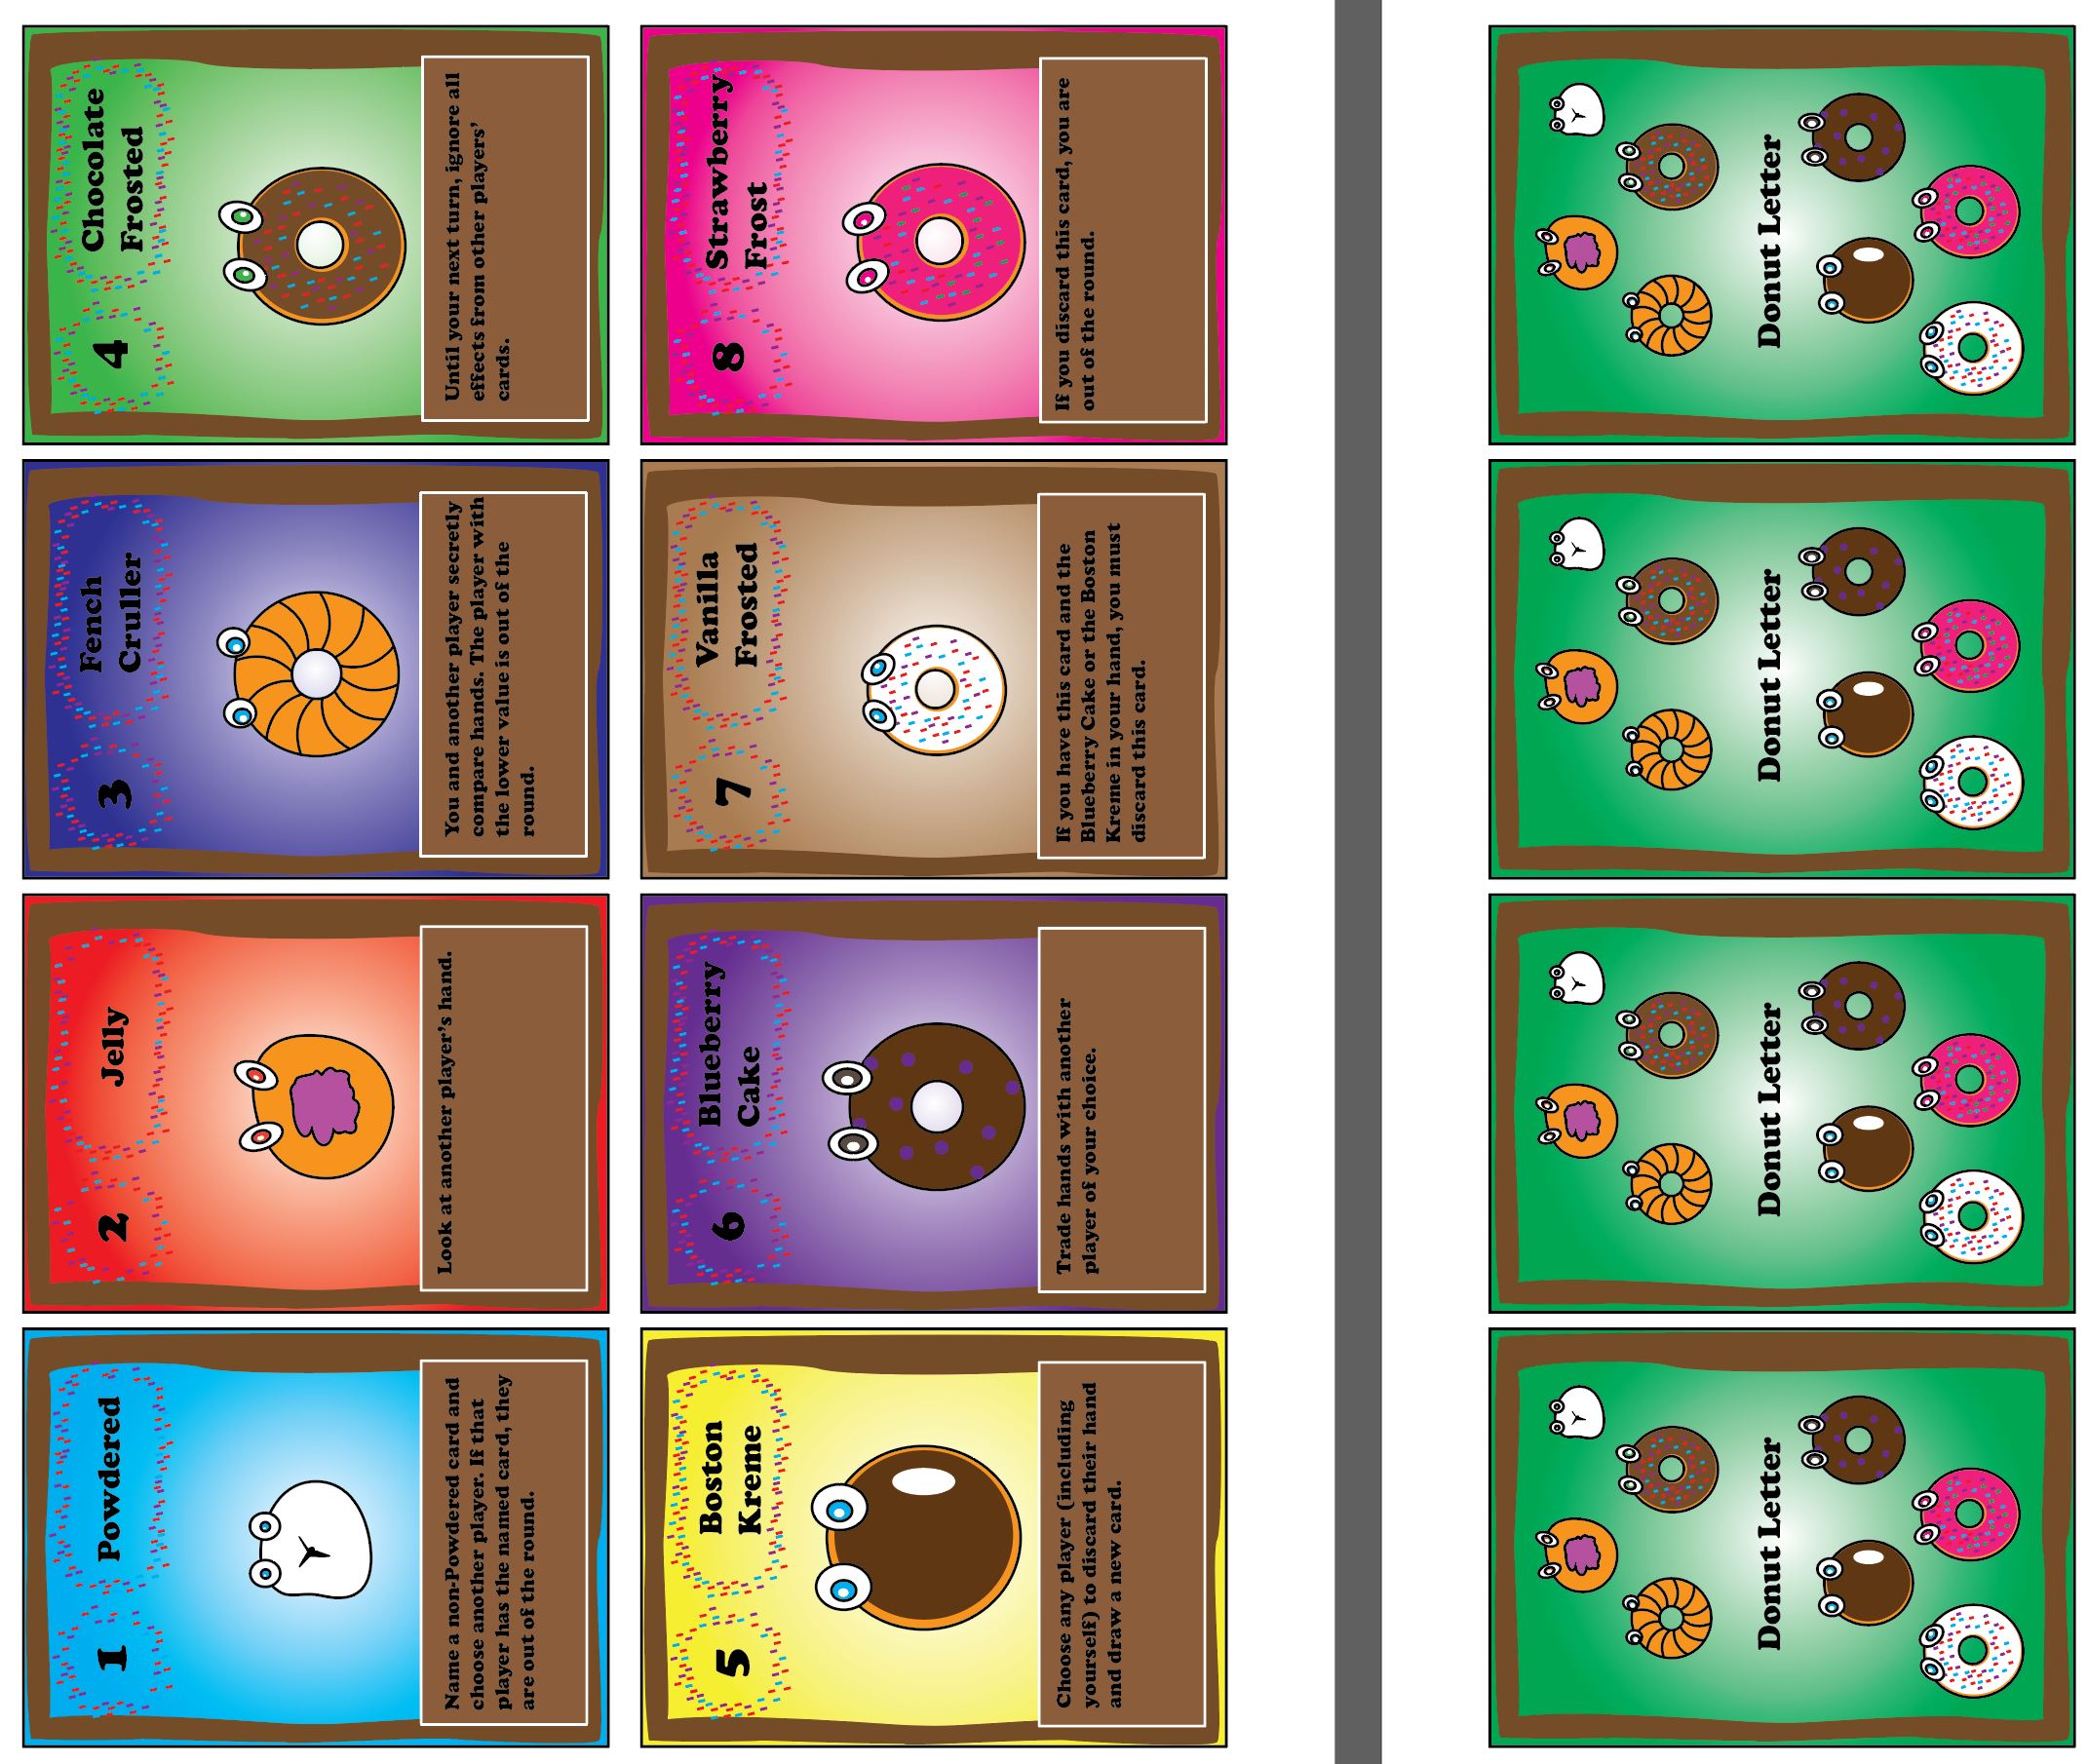 1
Powdered
Name a non-Powdered card and
choose another player. If that
player has the named card, they
are out of the round.
2
Jelly
Look at another player's hand.
3
Fench
Cruller
You and another player secretly
compare hands. The player with
the lower value is out of the
round.
4
Chocolate
Frosted
Until your next turn, ignore all
effects from other players'
cards.
5
Boston
Kreme
Choose any player (including
yourself) to discard their hand
and draw a new card.
6
Blueberry
Cake
Trade hands with another
player of your choice.
7
Vanilla
Frosted
If you have this card and the
Blueberry Cake or the Boston
Kreme in your hand, you must
discard this card.
8
Strawberry
Frost
If you discard this card, you are
out of the round.
Donut Letter
Donut Letter
Donut Letter
Donut Letter